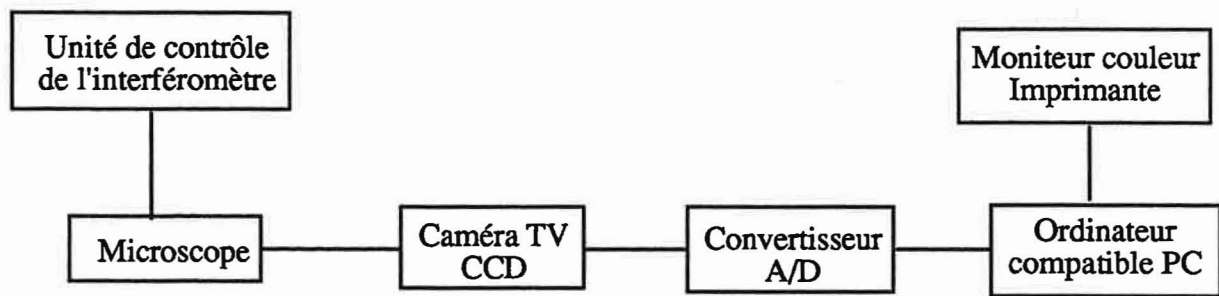 Unité de contrôle
de l'interféromètre
Moniteur couleur
Imprimante
Microscope
Caméra TV
CCD
Convertisseur
A/D
Ordinateur
compatible PC